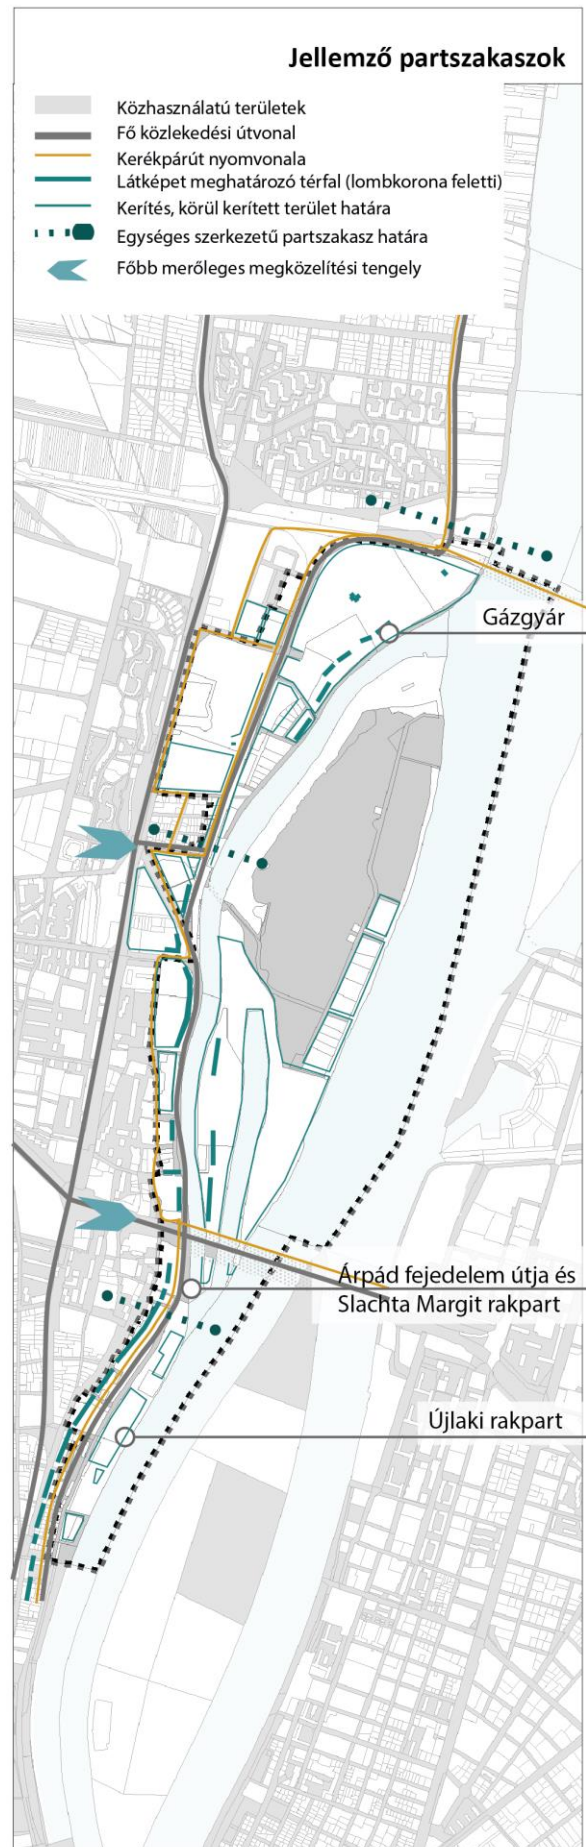 Jellemző partszakaszok
Közhasználatú területek
Fő közlekedési útvonal
Kerékpárút nyomvonala
Látképet meghatározó térfal (lombkorona feletti)
Kerítés, körül kerített terület határa
Egységes szerkezetű partszakasz határa
Főbb merőleges megközelítési tengely
Gázgyár
Árpád fejedelem útja és
Slachta Margit rakpart
Újlaki rakpart